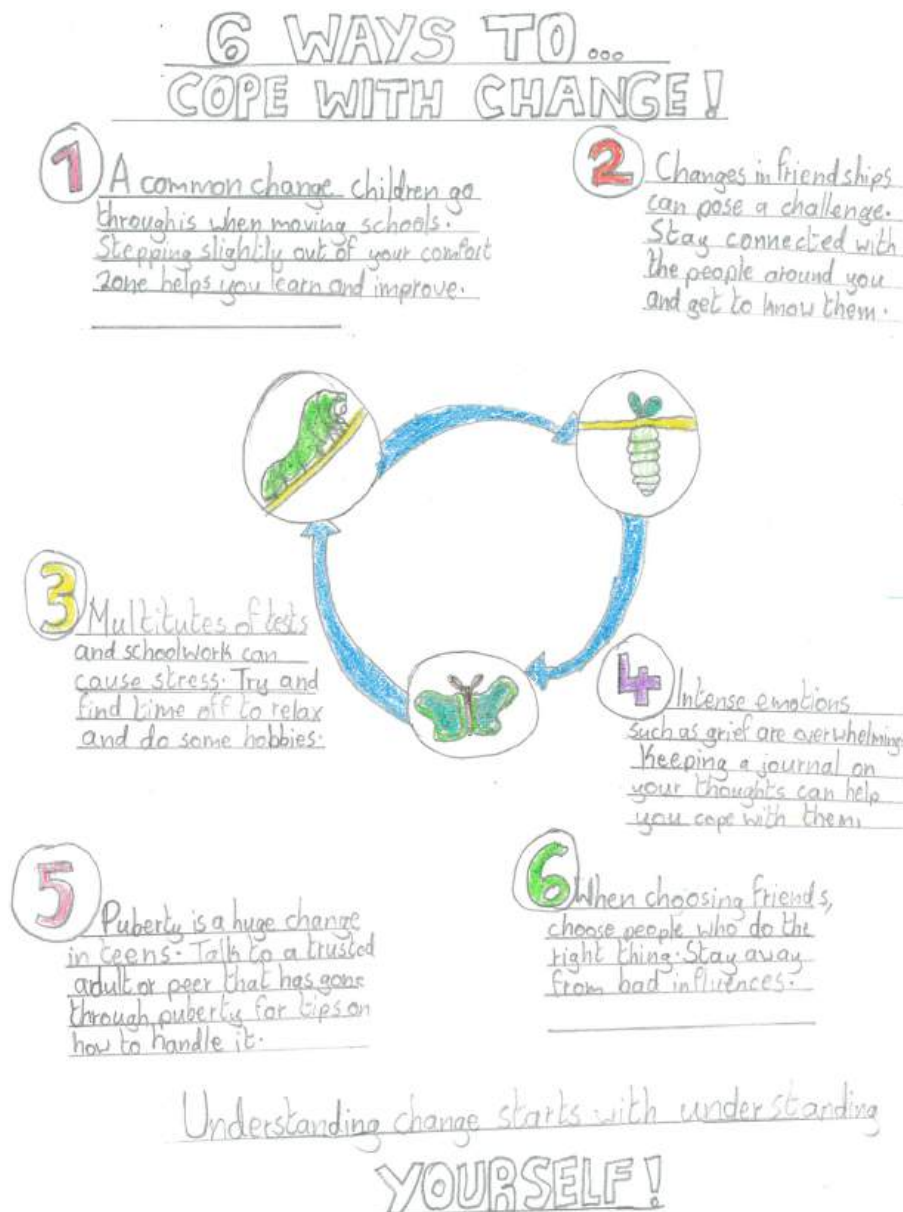 6 WAYS TO...
COPE WITH CHANGE!
1
A common change children go
through is when moving schools.
Stepping slightly out of your comfort
zone helps you learn and improve.
2
Changes in friendships
can pose a challenge.
Stay connected with
the people around you
and get to know them.
3
Multitutes of tests
and schoolwork can
cause stress. Try and
find time off to relax
and do some hobbies.
4
Intense emotions
such as grief are overwhelming.
Keeping a journal on
your thoughts can help
you cope with them.
5
Puberty is a huge change
in teens. Talk to a trusted
adult or peer that has gone
through puberty for tips on
how to handle it.
6
When choosing friends,
choose people who do the
right thing. Stay away
from bad influences.
Understanding change starts with understanding
YOURSELF!